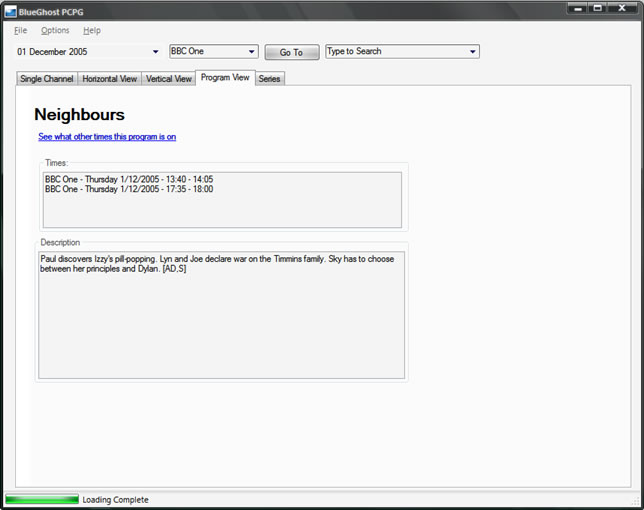 BlueGhost PCPG
File Options Help
01 December 2005 BBC One Go To Type to Search
Single Channel Horizontal View Vertical View Program View Series
Neighbours
See what other times this program is on
Times:
BBC One - Thursday 1/12/2005 - 13:40 - 14:05
BBC One - Thursday 1/12/2005 - 17:35 - 18:00
Description
Paul discovers Izzy's pill-popping. Lyn and Joe declare war on the Timmins family. Sky has to choose
between her principles and Dylan. [AD,S]
Loading Complete